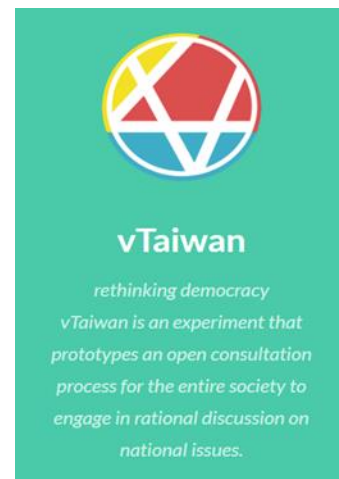 vTaiwan
rethinking democracy
vTaiwan is an experiment that
prototypes an open consultation
process for the entire society to
engage in rational discussion on
national issues.